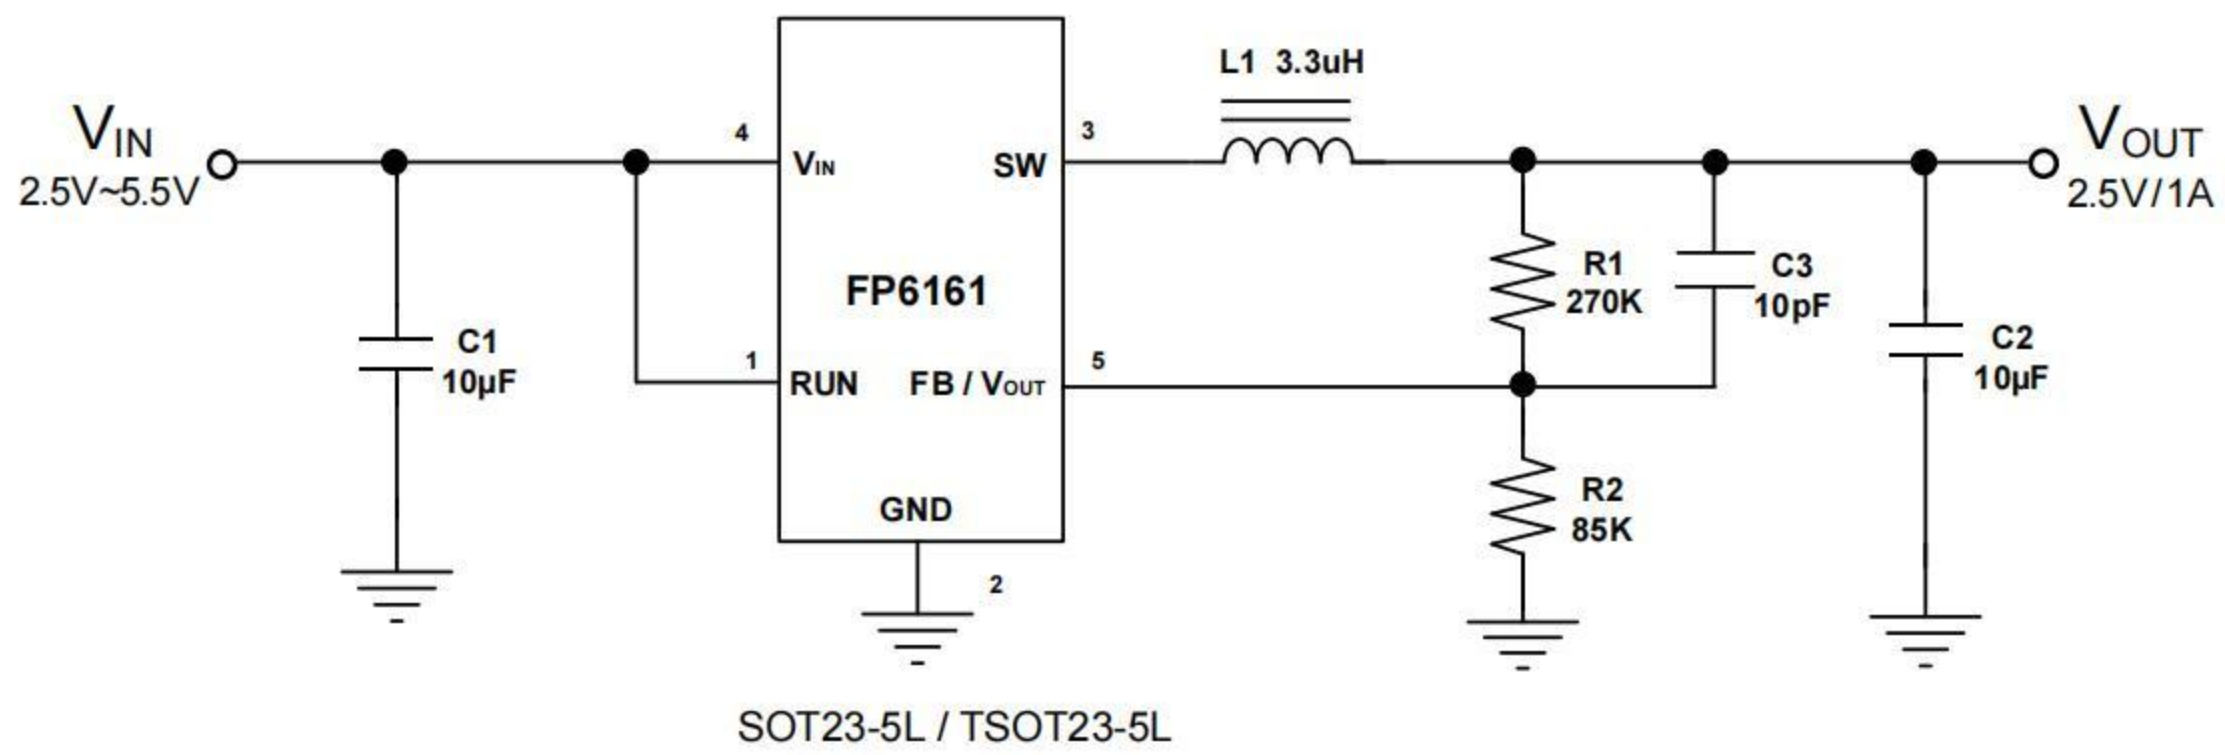 L1 3.3uH
VIN
2.5V~5.5V
4
3
VOUT
2.5V/1A
VIN
SW
FP6161
R1
270K
C3
10pF
C1
10µF
1
5
RUN
FB / VOUT
C2
10µF
GND
R2
85K
2
SOT23-5L / TSOT23-5L